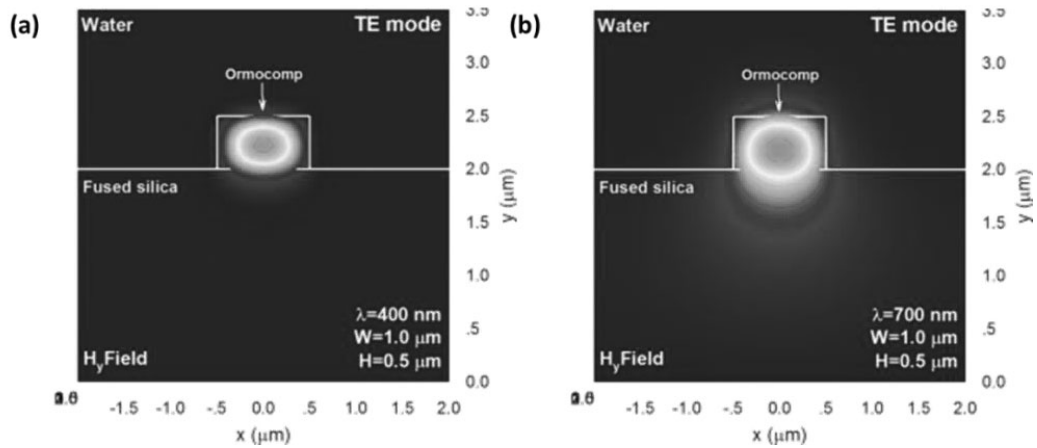 (a)
Water
TE mode
Ormocomp
Fused silica
λ=400 nm
W=1.0 μm
H=0.5 μm
HyField
3.5
3.0
2.5
2.0
1.5
1.0
.5
0.0
y (μm)
-1.5 -1.0 -.5 0.0 .5 1.0 1.5 2.0
x (μm)
(b)
Water
TE mode
Ormocomp
Fused silica
λ=700 nm
W=1.0 μm
H=0.5 μm
HyField
3.5
3.0
2.5
2.0
1.5
1.0
.5
0.0
y (μm)
-1.5 -1.0 -.5 0.0 .5 1.0 1.5 2.0
x (μm)